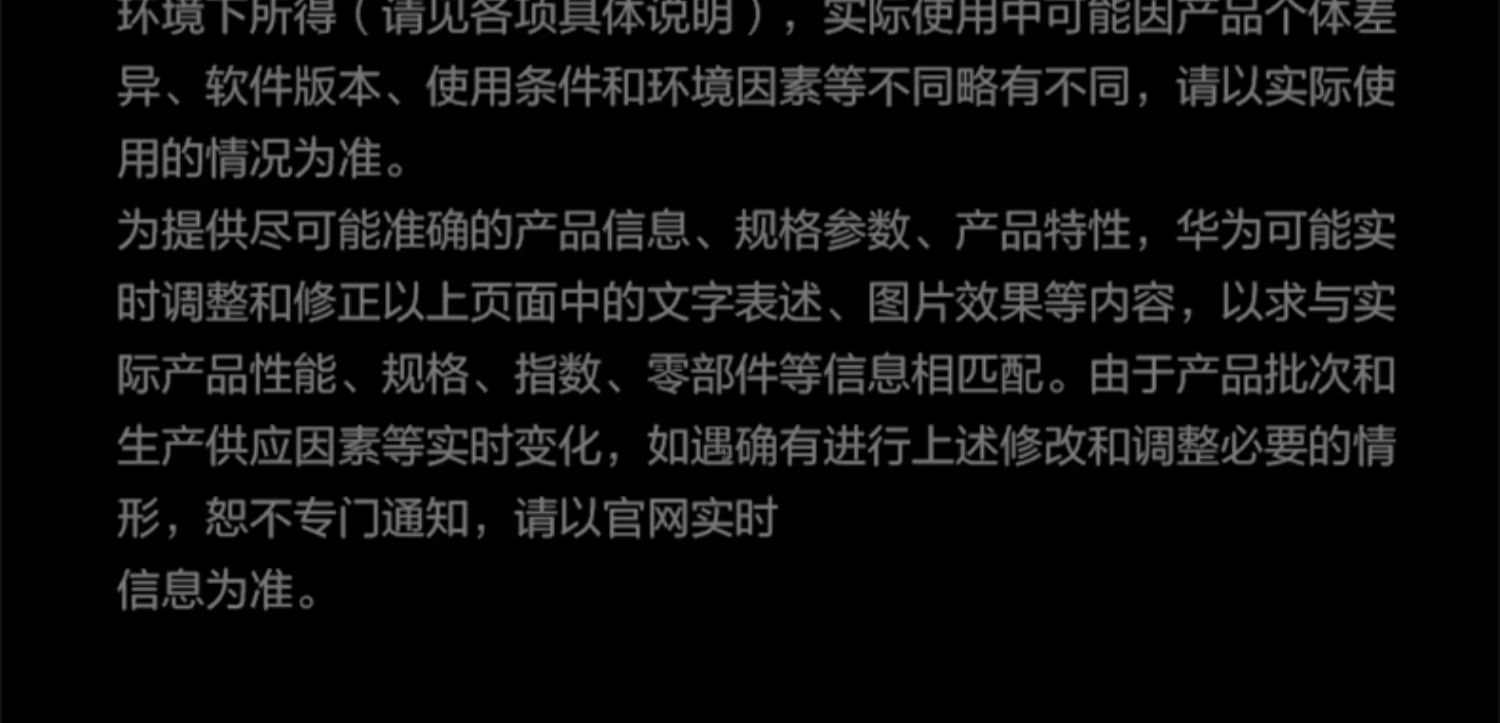 环境下所得（请见各项具体说明），实际使用中可能因产品个体差
异、软件版本、使用条件和环境因素等不同略有不同，请以实际使
用的情况为准。
为提供尽可能准确的产品信息、规格参数、产品特性，华为可能实
时调整和修正以上页面中的文字表述、图片效果等内容，以求与实
际产品性能、规格、指数、零部件等信息相匹配。由于产品批次和
生产供应因素等实时变化，如遇确有进行上述修改和调整必要的情
形，恕不专门通知，请以官网实时
信息为准。